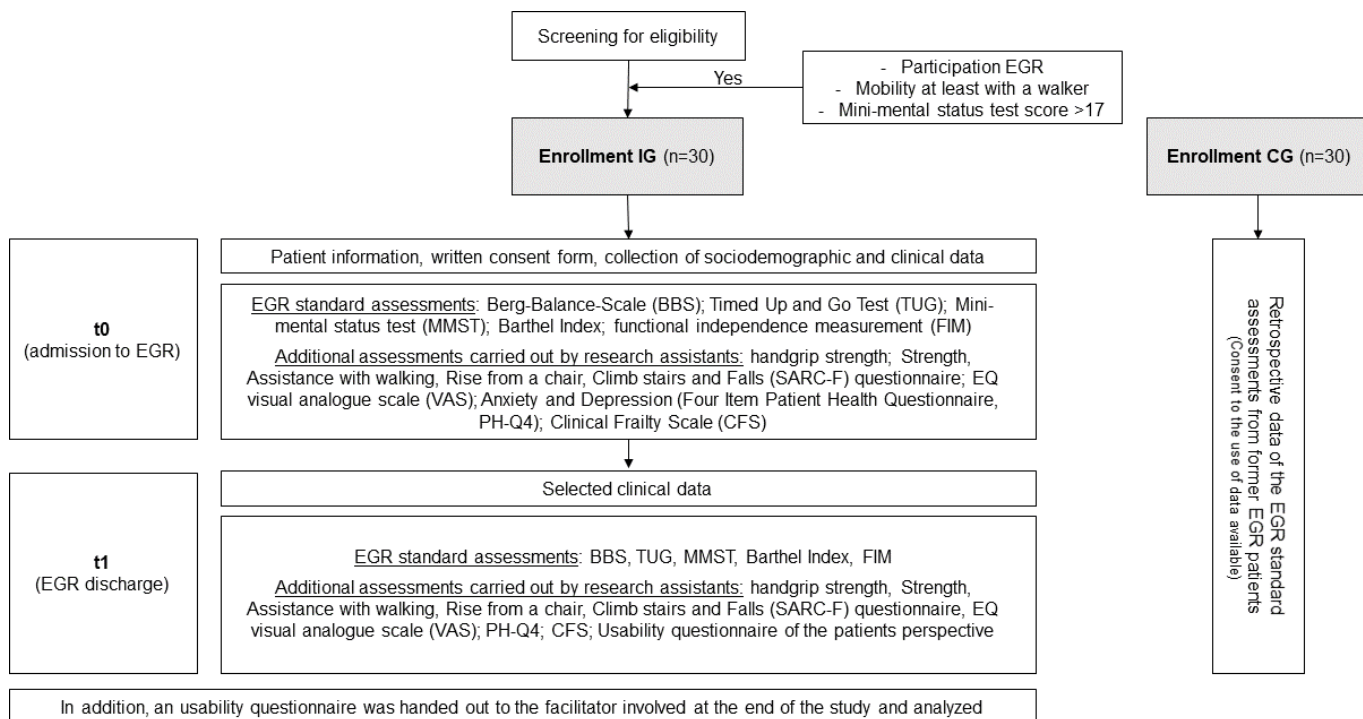 Screening for eligibility
Yes
- Participation EGR
- Mobility at least with a walker
- Mini-mental status test score >17
Enrollment IG (n=30)
Enrollment CG (n=30)
t0
(admission to EGR)
Patient information, written consent form, collection of sociodemographic and clinical data
EGR standard assessments: Berg-Balance-Scale (BBS); Timed Up and Go Test (TUG); Mini-
mental status test (MMST); Barthel Index; functional independence measurement (FIM)
Additional assessments carried out by research assistants: handgrip strength; Strength,
Assistance with walking, Rise from a chair, Climb stairs and Falls (SARC-F) questionnaire; EQ
visual analogue scale (VAS); Anxiety and Depression (Four Item Patient Health Questionnaire,
PH-Q4); Clinical Frailty Scale (CFS)
Retrospective data of the EGR standard
assessments from former EGR patients
(Consent to the use of data available)
t1
(EGR discharge)
Selected clinical data
EGR standard assessments: BBS, TUG, MMST, Barthel Index, FIM
Additional assessments carried out by research assistants: handgrip strength, Strength,
Assistance with walking, Rise from a chair, Climb stairs and Falls (SARC-F) questionnaire, EQ
visual analogue scale (VAS); PH-Q4; CFS; Usability questionnaire of the patients perspective
In addition, an usability questionnaire was handed out to the facilitator involved at the end of the study and analyzed